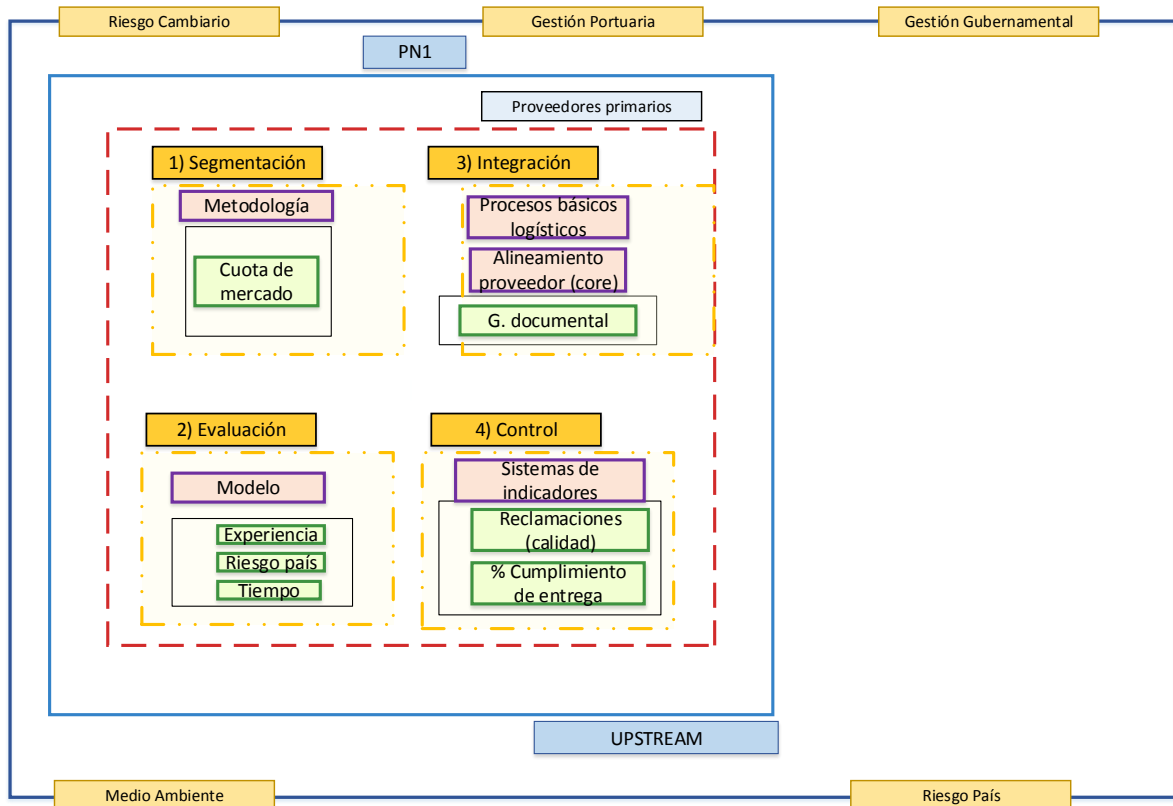 Riesgo Cambiario
Gestión Portuaria
Gestión Gubernamental
PN1
Proveedores primarios
1) Segmentación
Metodología
Cuota de
mercado
3) Integración
Procesos básicos
logísticos
Alineamiento
proveedor (core)
G. documental
2) Evaluación
Modelo
Experiencia
Riesgo país
Tiempo
4) Control
Sistemas de
indicadores
Reclamaciones
(calidad)
% Cumplimiento
de entrega
UPSTREAM
Medio Ambiente
Riesgo País